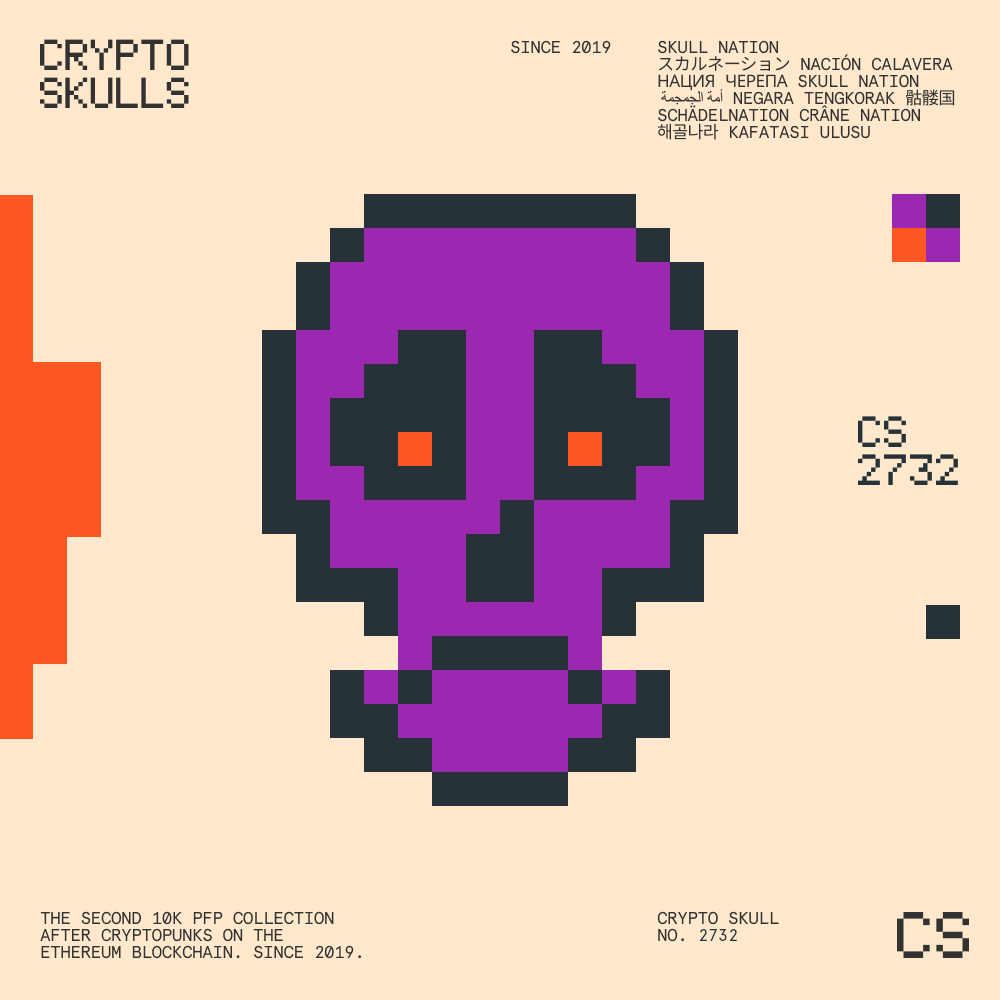 CRYPTO
SKULLS
SINCE 2019
SKULL NATION
スカルネーション NACIÓN CALAVERA
НАЦИЯ ЧЕРЕПА SKULL NATION
أمة الجمجمة NEGARA TENGKORAK 骷髅国
SCHÄDELNATION CRÂNE NATION
해골나라 KAFATASI ULUSU
CS
2732
THE SECOND 10K PFP COLLECTION
AFTER CRYPTOPUNKS ON THE
ETHEREUM BLOCKCHAIN. SINCE 2019.
CRYPTO SKULL
NO. 2732
CS